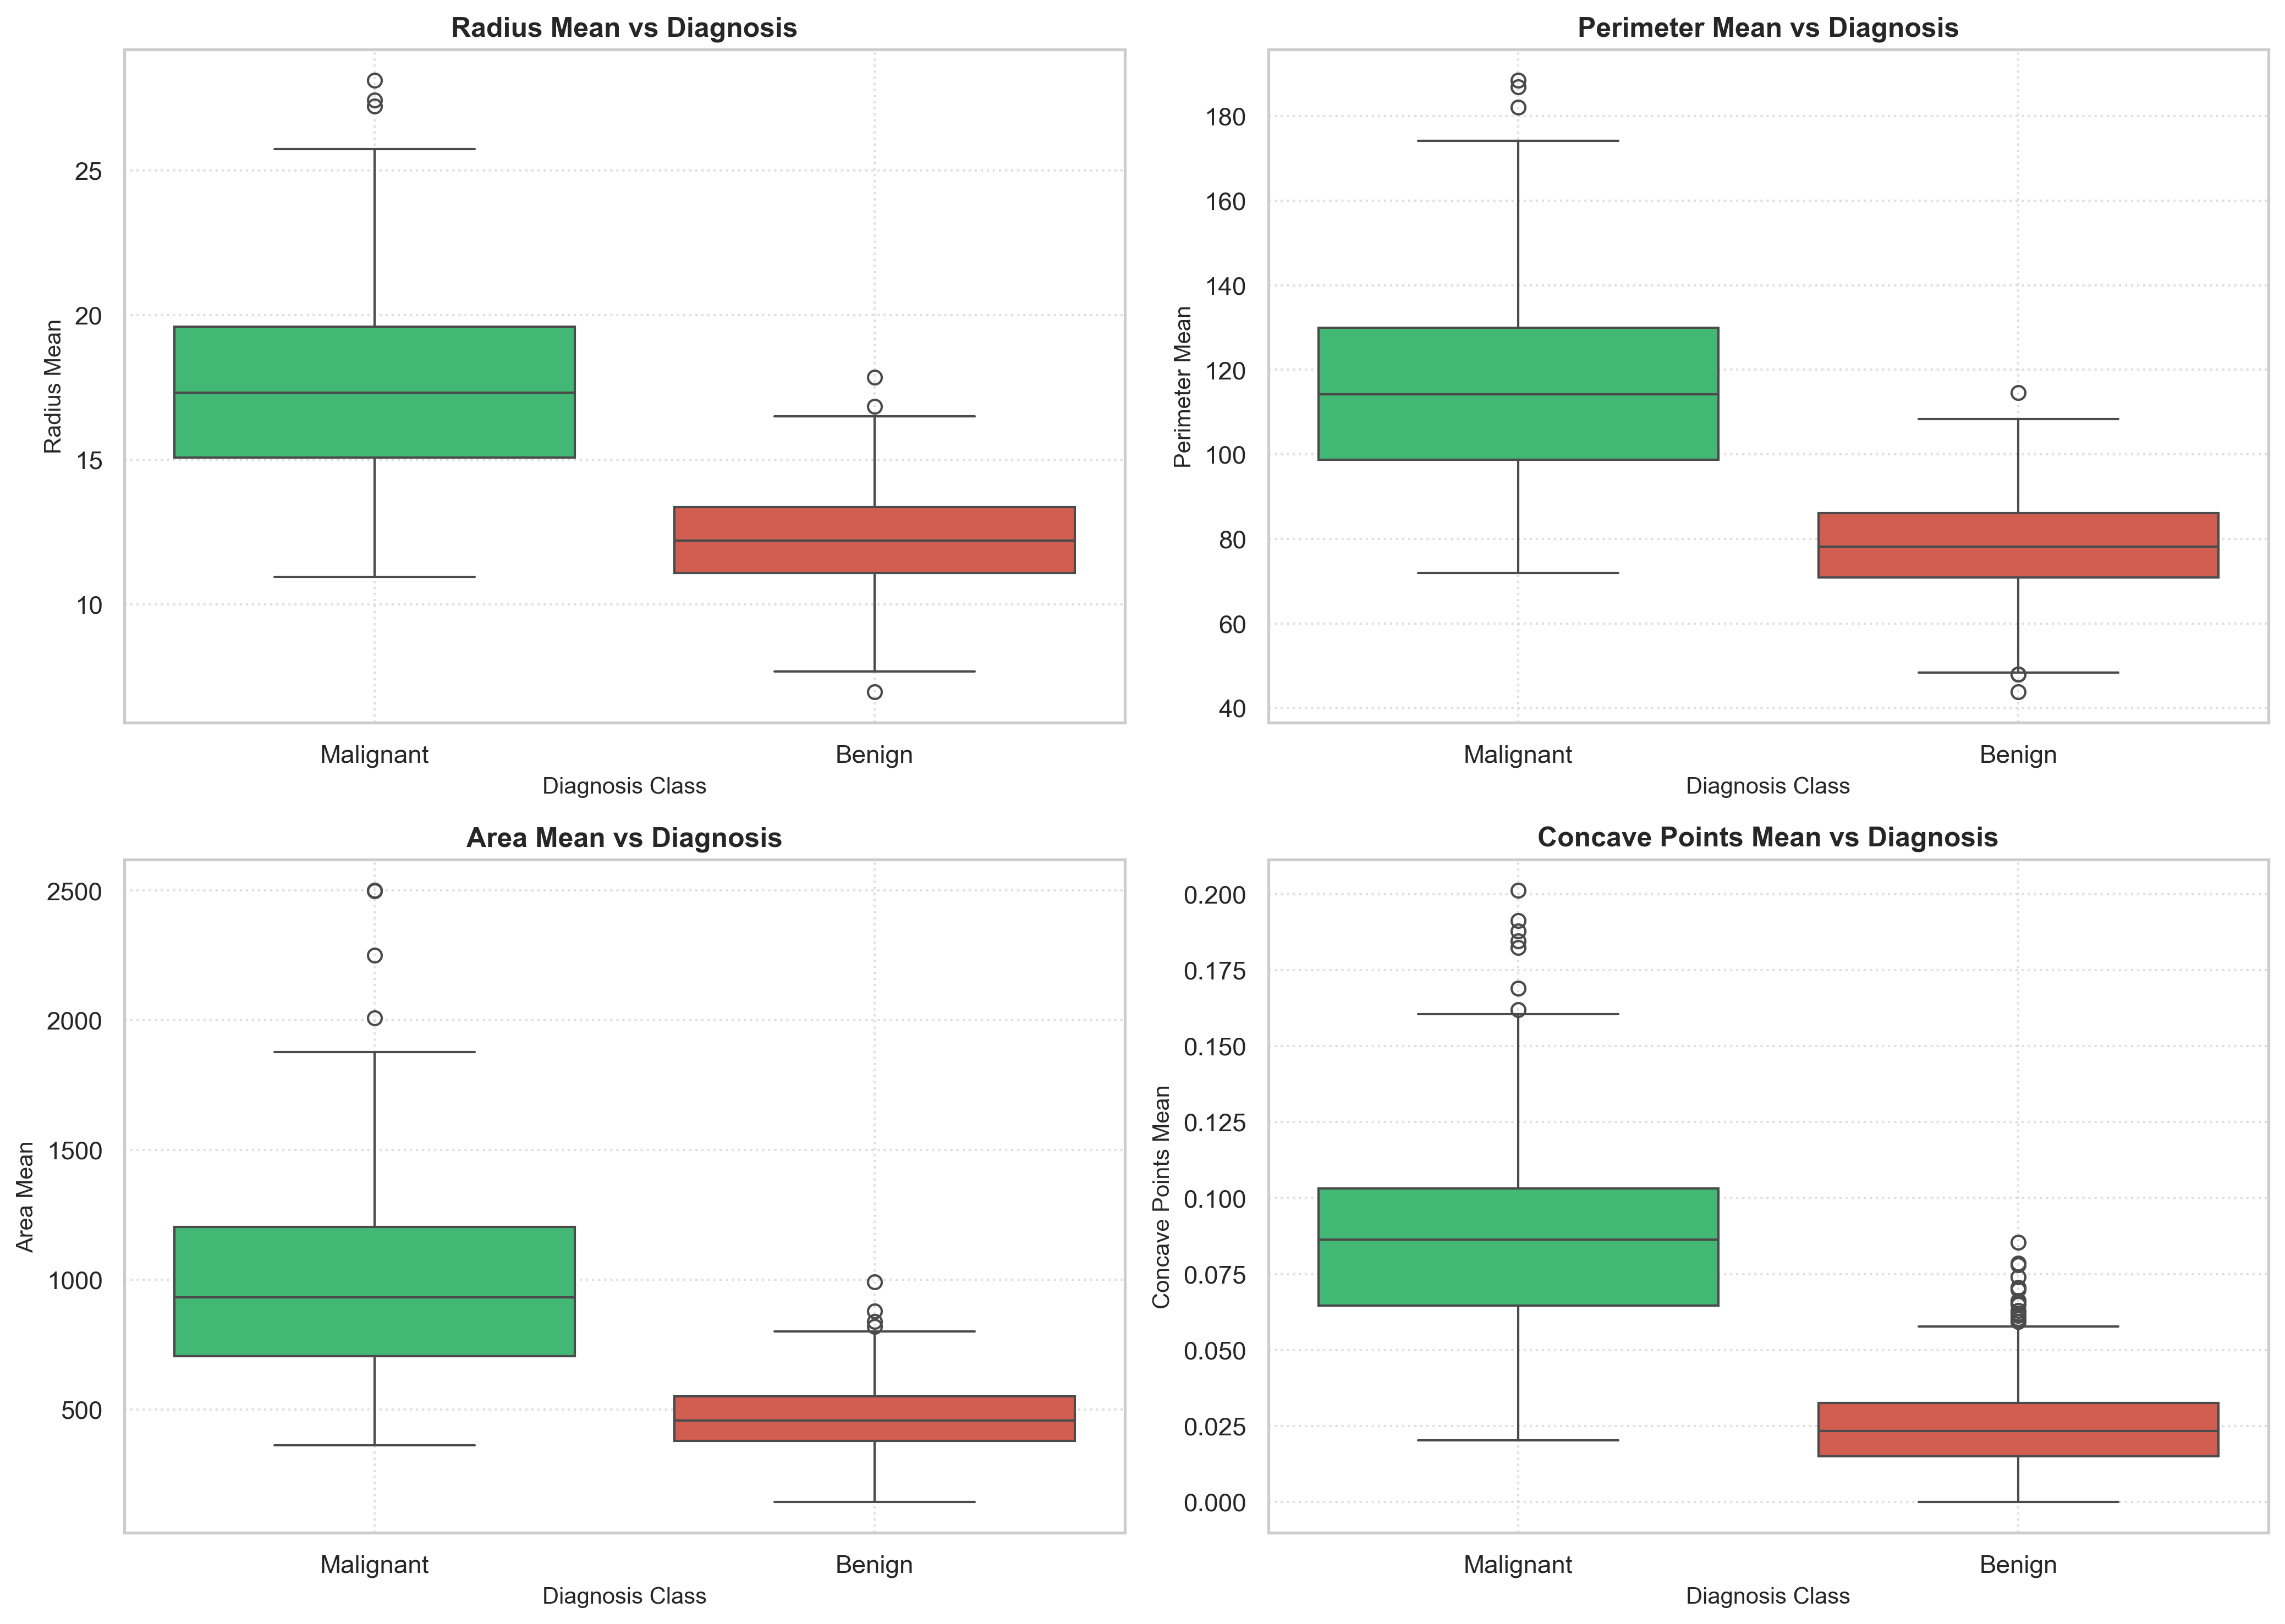 Radius Mean vs Diagnosis
Radius Mean
25
20
15
10
Malignant
Benign
Diagnosis Class
Perimeter Mean vs Diagnosis
Perimeter Mean
180
160
140
120
100
80
60
40
Malignant
Benign
Diagnosis Class
Area Mean vs Diagnosis
Area Mean
2500
2000
1500
1000
500
Malignant
Benign
Diagnosis Class
Concave Points Mean vs Diagnosis
Concave Points Mean
0.200
0.175
0.150
0.125
0.100
0.075
0.050
0.025
0.000
Malignant
Benign
Diagnosis Class